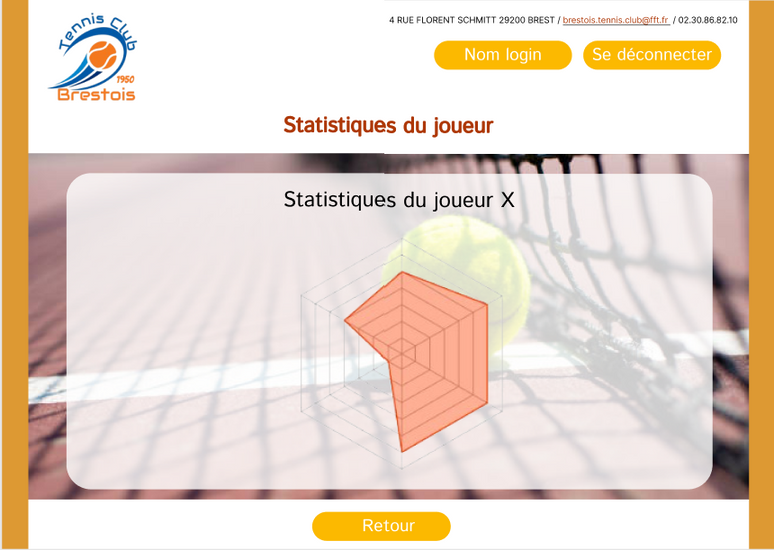 Tennis Club
1950
Brestois
4 RUE FLORENT SCHMITT 29200 BREST / brestois.tennis.club@fft.fr / 02.30.86.82.10
Nom login
Se déconnecter
Statistiques du joueur
Statistiques du joueur X
Retour